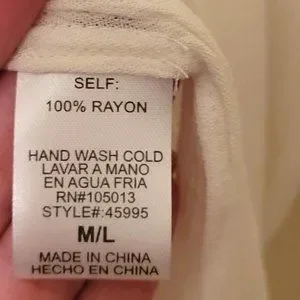 SELF:
100% RAYON
HAND WASH COLD
LAVAR A MANO
EN AGUA FRIA
RN#105013
STYLE#:45995
M/L
MADE IN CHINA
HECHO EN CHINA